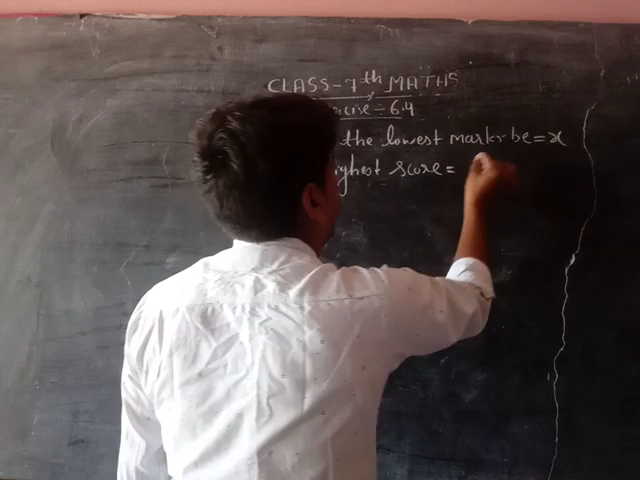 CLASS-7th MATHS
6.4
the lowest marks be = x
score =